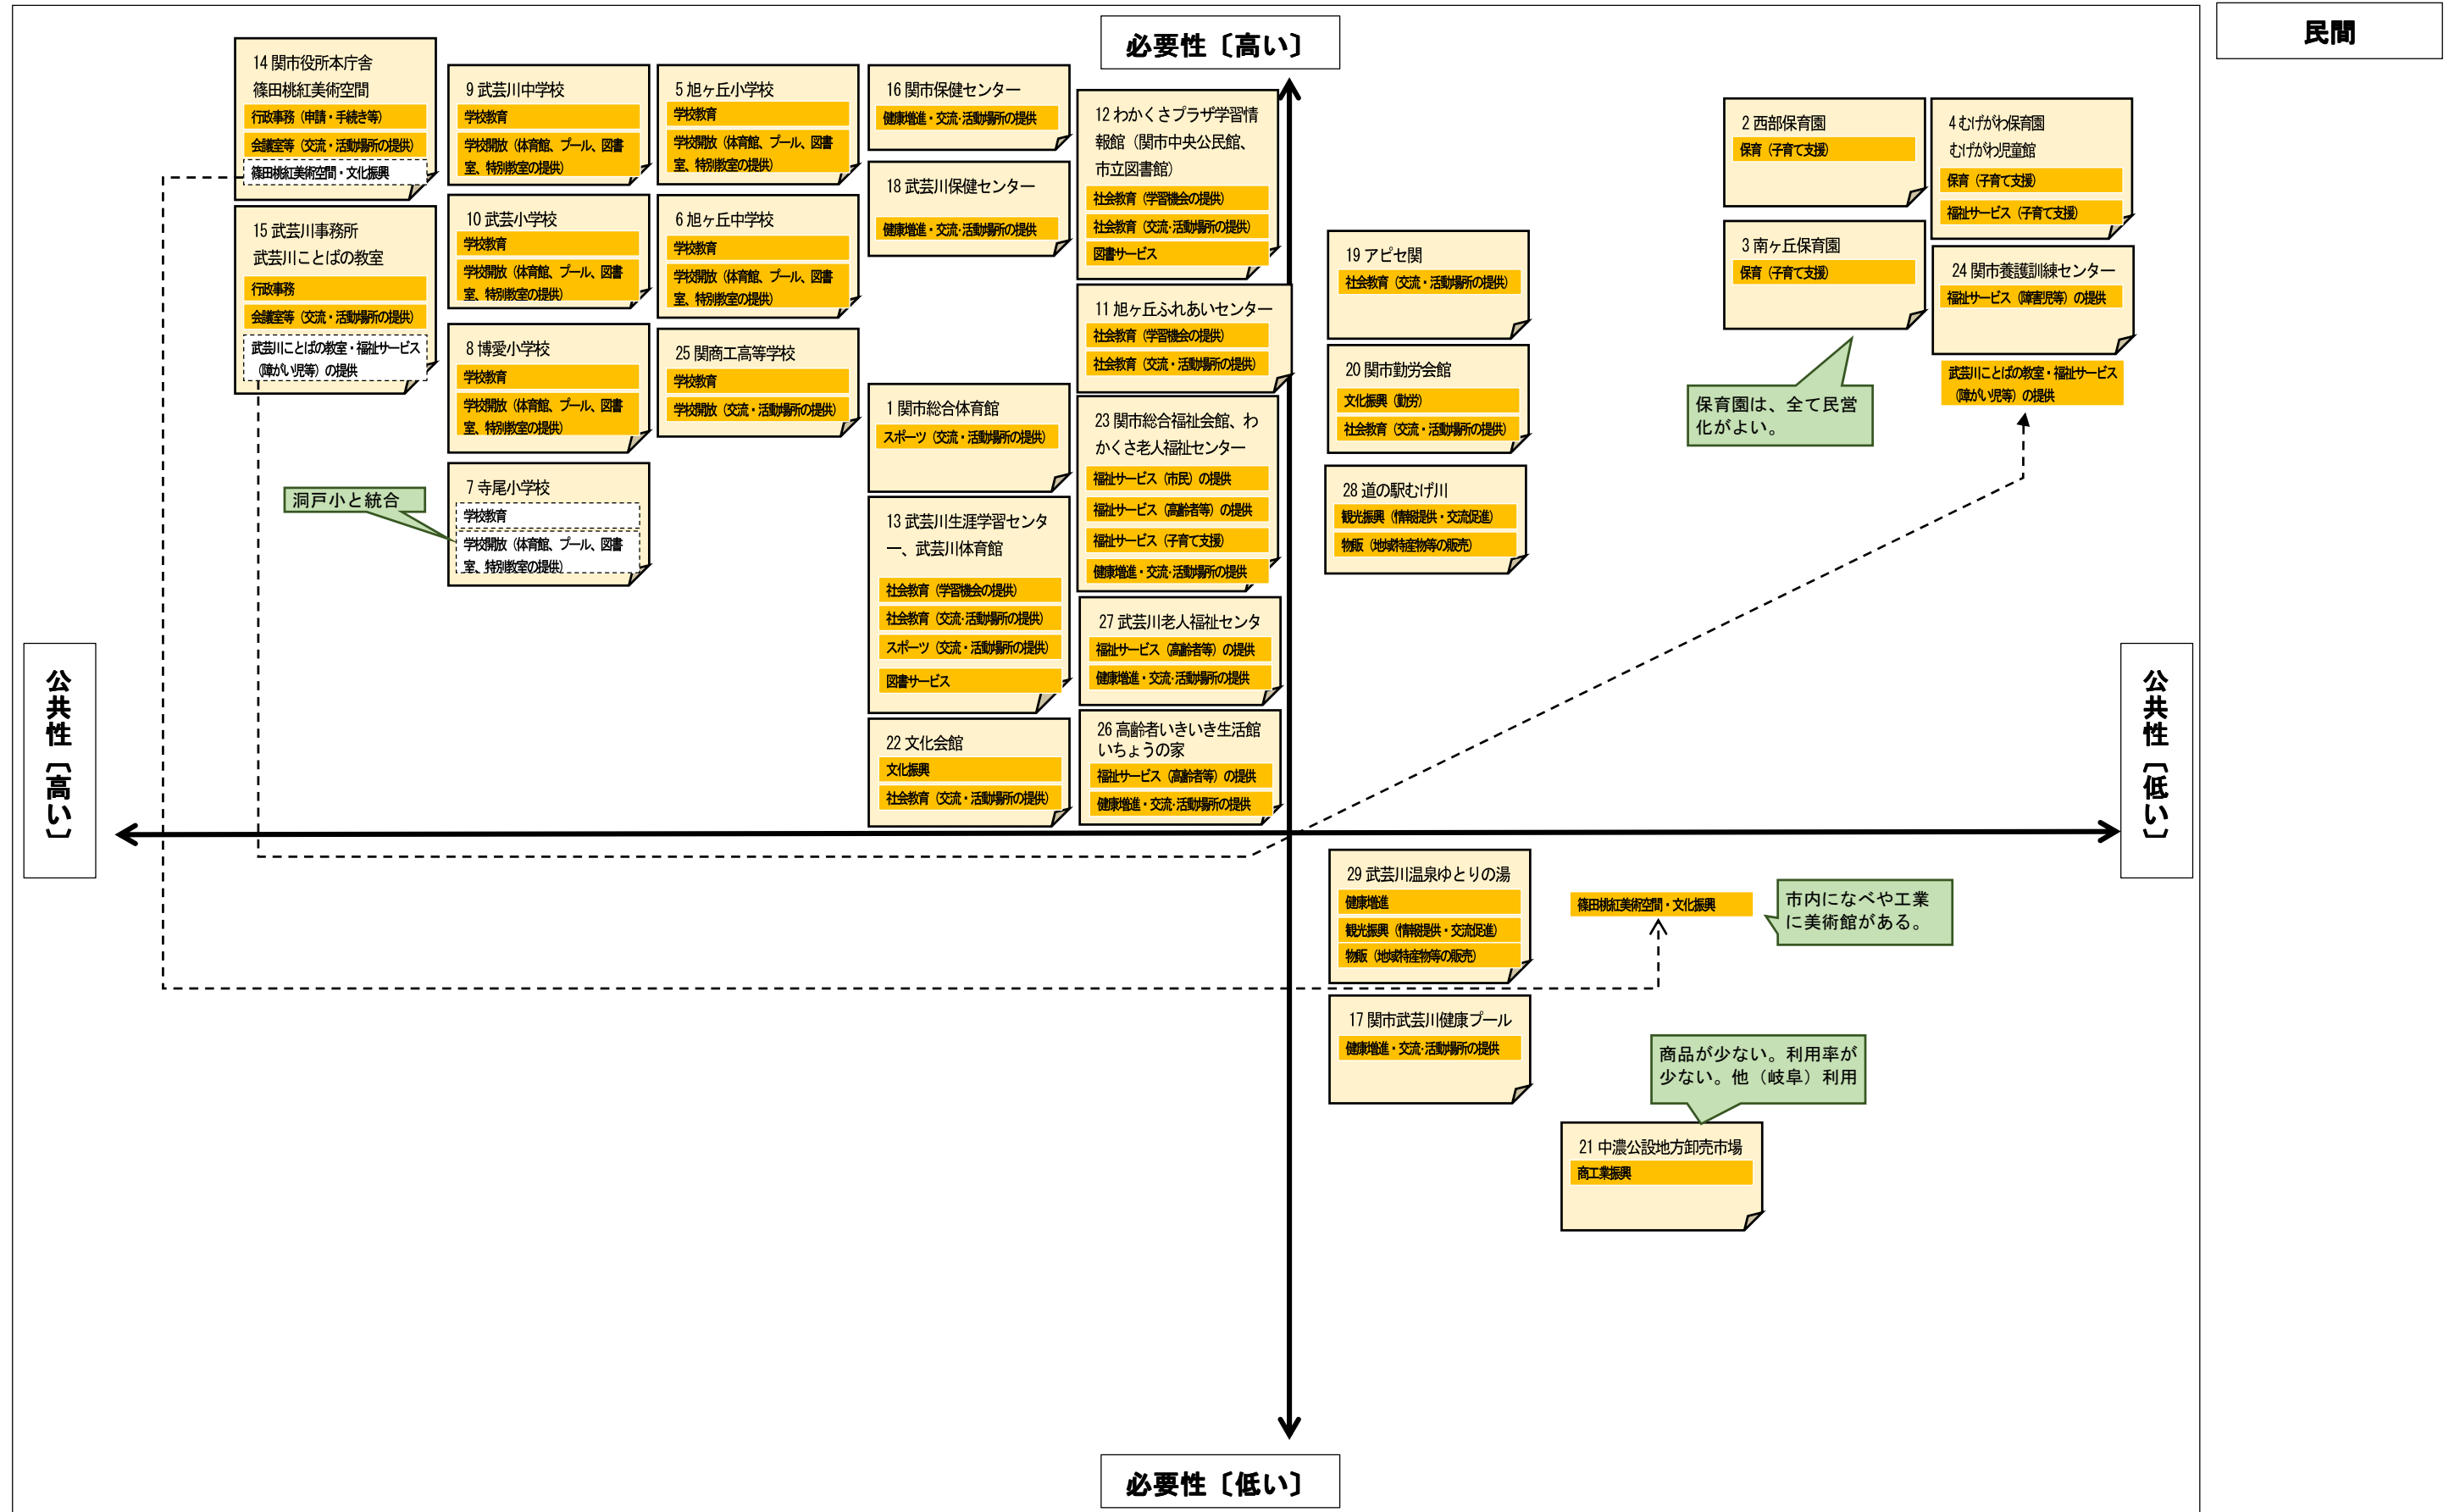 必要性〔高い〕
民間
14 関市役所本庁舎
篠田桃紅美術空間
行政事務（申請・手続き等）
会議室等（交流・活動場所の提供）
篠田桃紅美術空間・文化振興
15 武芸川事務所
武芸川ことばの教室
行政事務
会議室等（交流・活動場所の提供）
武芸川ことばの教室・福祉サービス
（障がい児等）の提供
9 武芸川中学校
学校教育
学校開放（体育館、プール、図書
室、特別教室の提供）
10 武芸小学校
学校教育
学校開放（体育館、プール、図書
室、特別教室の提供）
8 博愛小学校
学校教育
学校開放（体育館、プール、図書
室、特別教室の提供）
洞戸小と統合
7 寺尾小学校
学校教育
学校開放（体育館、プール、図書
室、特別教室の提供）
5 旭ヶ丘小学校
学校教育
学校開放（体育館、プール、図書
室、特別教室の提供）
6 旭ヶ丘中学校
学校教育
学校開放（体育館、プール、図書
室、特別教室の提供）
25 関商工高等学校
学校教育
学校開放（交流・活動場所の提供）
16 関市保健センター
健康増進・交流・活動場所の提供
18 武芸川保健センター
健康増進・交流・活動場所の提供
1 関市総合体育館
スポーツ（交流・活動場所の提供）
13 武芸川生涯学習センタ
ー、武芸川体育館
社会教育（学習機会の提供）
社会教育（交流・活動場所の提供）
スポーツ（交流・活動場所の提供）
図書サービス
22 文化会館
文化振興
社会教育（交流・活動場所の提供）
12 わかくさプラザ学習情
報館（関市中央公民館、
市立図書館）
社会教育（学習機会の提供）
社会教育（交流・活動場所の提供）
図書サービス
11 旭ヶ丘ふれあいセンター
社会教育（学習機会の提供）
社会教育（交流・活動場所の提供）
23 関市総合福祉会館、わ
かくさ老人福祉センター
福祉サービス（市民）の提供
福祉サービス（高齢者等）の提供
福祉サービス（子育て支援）
健康増進・交流・活動場所の提供
27 武芸川老人福祉センタ
福祉サービス（高齢者等）の提供
健康増進・交流・活動場所の提供
26 高齢者いきいき生活館
いちょうの家
福祉サービス（高齢者等）の提供
健康増進・交流・活動場所の提供
19 アピセ関
社会教育（交流・活動場所の提供）
20 関市勤労会館
文化振興（勤労）
社会教育（交流・活動場所の提供）
28 道の駅むげ川
観光振興（情報提供・交流促進）
物販（地域特産物等の販売）
2 西部保育園
保育（子育て支援）
3 南ヶ丘保育園
保育（子育て支援）
保育園は、全て民営
化がよい。
4 むげがわ保育園
むげがわ児童館
保育（子育て支援）
福祉サービス（子育て支援）
24 関市養護訓練センター
福祉サービス（障害児等）の提供
武芸川ことばの教室・福祉サービス
（障がい児等）の提供
公共性〔高い〕
公共性〔低い〕
29 武芸川温泉ゆとりの湯
健康増進
観光振興（情報提供・交流促進）
物販（地域特産物等の販売）
篠田桃紅美術空間・文化振興
市内になべや工業
に美術館がある。
17 関市武芸川健康プール
健康増進・交流・活動場所の提供
商品が少ない。利用率が
少ない。他（岐阜）利用
21 中濃公設地方卸売市場
商工業振興
必要性〔低い〕